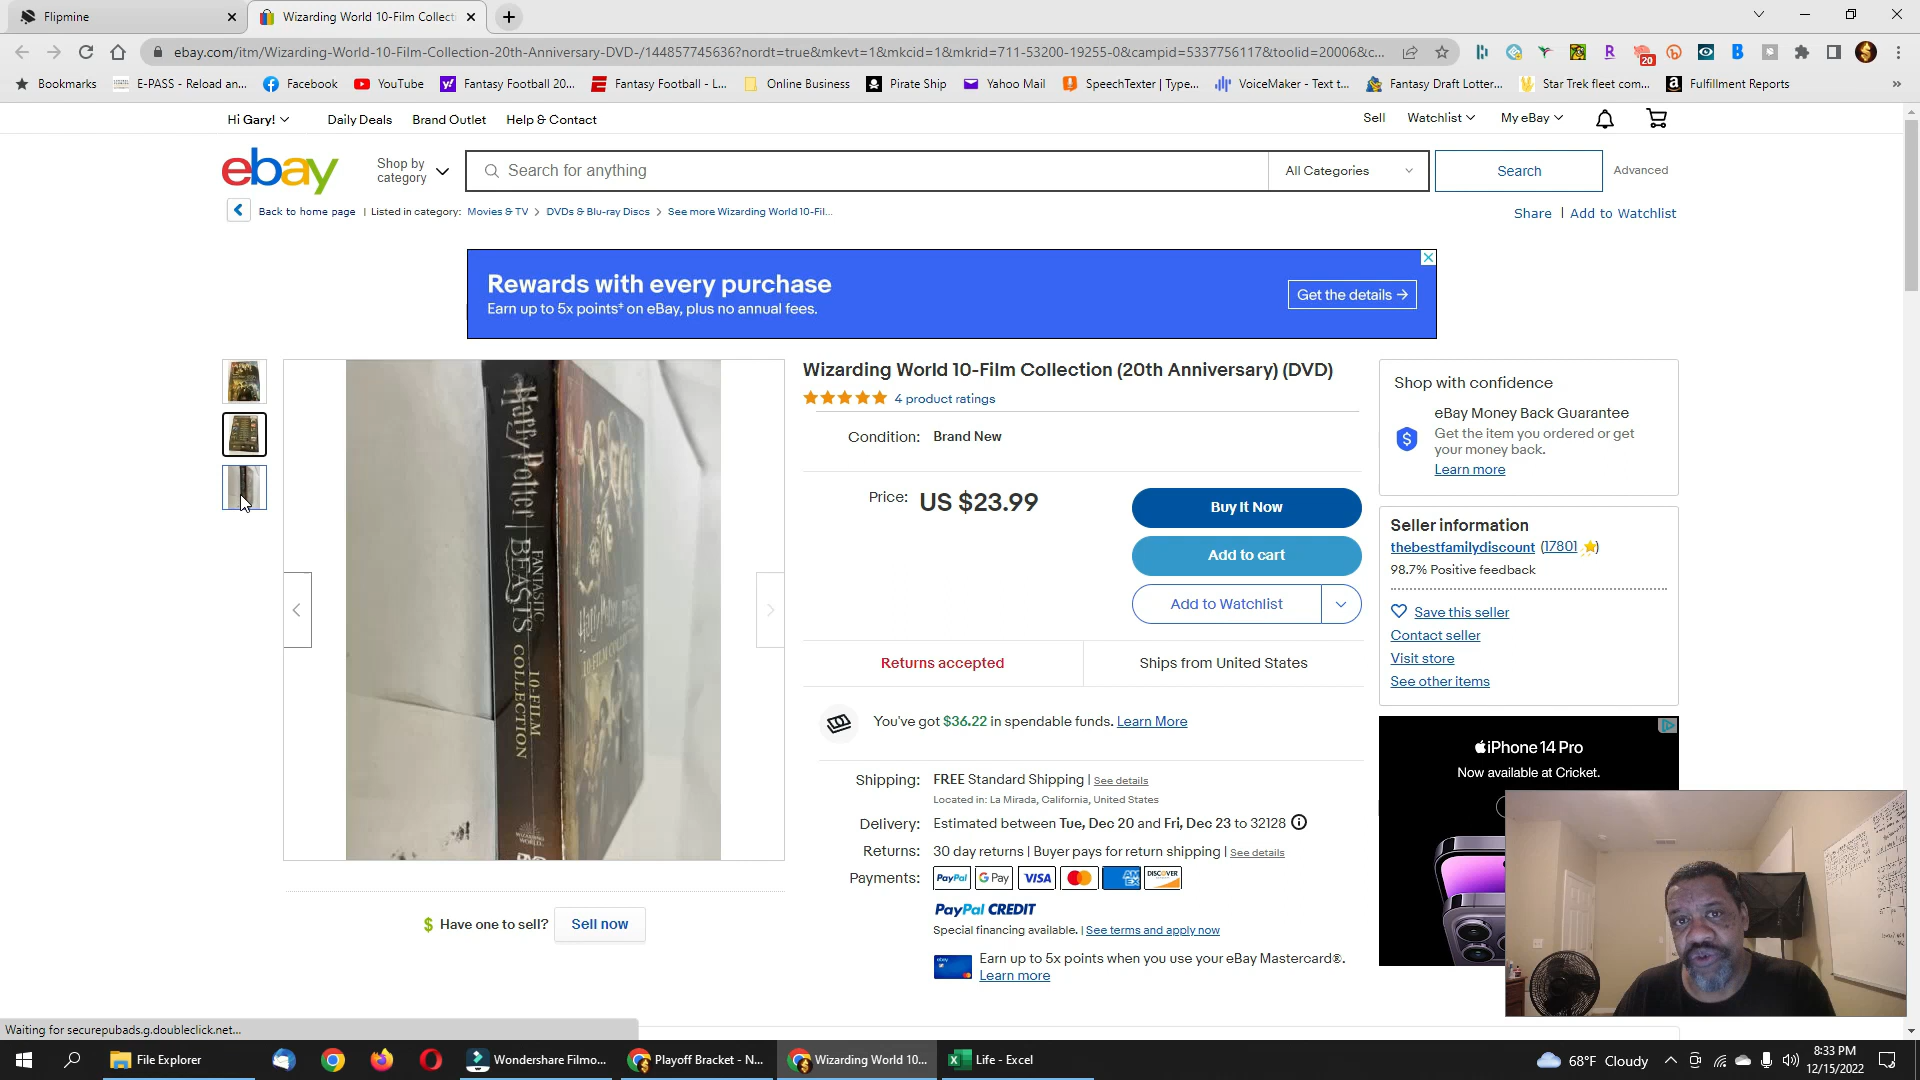 Flipmine
Wizarding World 10-Film Collecti
ebay.com/itm/Wizarding-World-10-Film-Collection-20th-Anniversary-DVD-/144857745636?nordt=true&mkevt=1&mkcid=1&mkrid=711-53200-19255-0&campid=5337756117&toolid=20006&c...
20
Bookmarks
E-PASS - Reload an...
Facebook
YouTube
Fantasy Football 20...
Fantasy Football - L...
Online Business
Pirate Ship
Yahoo Mail
SpeechTexter | Type...
VoiceMaker - Text t...
Fantasy Draft Lotter...
Star Trek fleet com...
Fulfillment Reports
Hi Gary!
Daily Deals
Brand Outlet
Help & Contact
Sell
Watchlist
My eBay
ebay
Shop by category
Search for anything
All Categories
Search
Advanced
Back to home page | Listed in category: Movies & TV > DVDs & Blu-ray Discs > See more Wizarding World 10-Fil...
Share | Add to Watchlist
Rewards with every purchase
Earn up to 5x points‡ on eBay, plus no annual fees.
Get the details →
Harry Potter | FANTASTIC BEASTS 10-FILM COLLECTION
WIZARDING WORLD
Harry Potter
10-FILM COLLECTION
Wizarding World 10-Film Collection (20th Anniversary) (DVD)
4 product ratings
Condition: Brand New
Price: US $23.99
Buy It Now
Add to cart
Add to Watchlist
Returns accepted
Ships from United States
You've got $36.22 in spendable funds. Learn More
Shipping: FREE Standard Shipping | See details
Located in: La Mirada, California, United States
Delivery: Estimated between Tue, Dec 20 and Fri, Dec 23 to 32128
Returns: 30 day returns | Buyer pays for return shipping | See details
Payments: PayPal G Pay VISA AM EX DISCOVER
PayPal CREDIT
Special financing available. | See terms and apply now
ebay
Earn up to 5x points when you use your eBay Mastercard®.
Learn more
$ Have one to sell? Sell now
Shop with confidence
eBay Money Back Guarantee
Get the item you ordered or get
your money back.
Learn more
Seller information
thebestfamilydiscount (17801)
98.7% Positive feedback
Save this seller
Contact seller
Visit store
See other items
iPhone 14 Pro
Now available at Cricket.
Waiting for securepubads.g.doubleclick.net...
File Explorer
Wondershare Filmo...
Playoff Bracket - N...
Wizarding World 10...
Life - Excel
68°F Cloudy
8:33 PM
12/15/2022